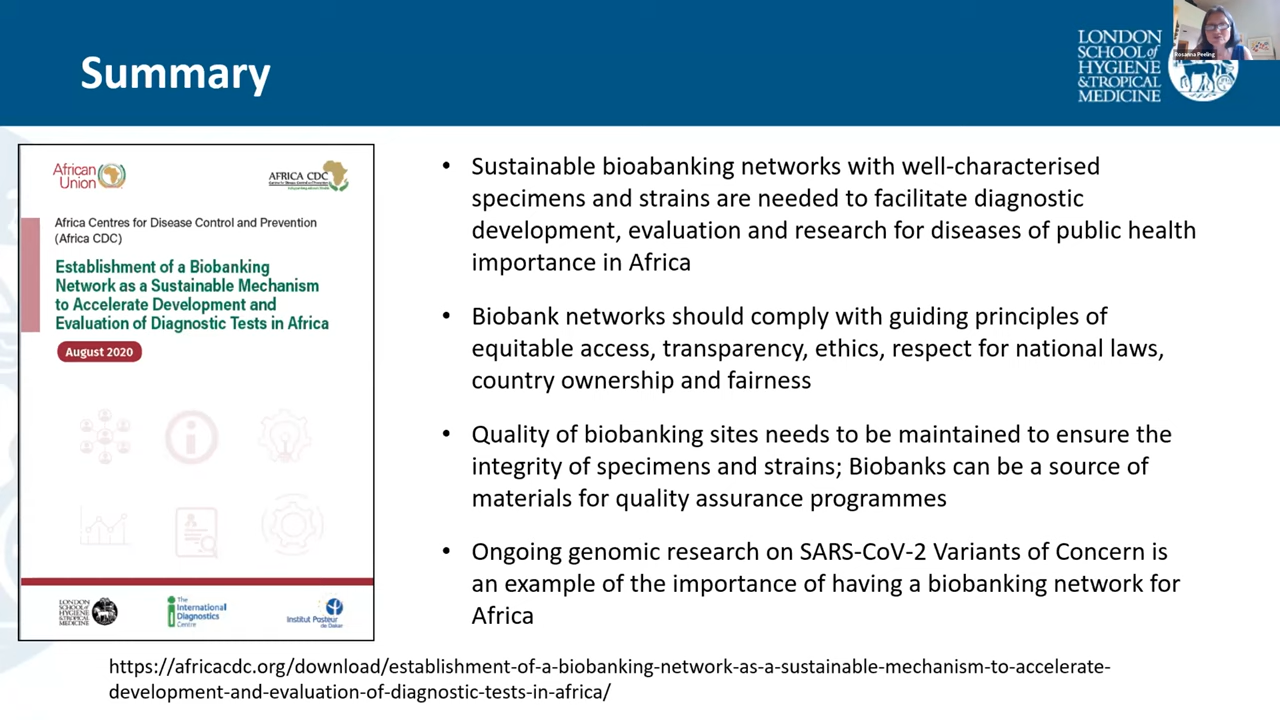 Summary
LONDON
SCHOOL of
HYGIENE
& TROPICAL
MEDICINE
Rosanna Peeling
African
Union
AFRICA CDC
Africa Centres for Disease Control and Prevention
(Africa CDC)
Establishment of a Biobanking
Network as a Sustainable Mechanism
to Accelerate Development and
Evaluation of Diagnostic Tests in Africa
August 2020
LONDON
SCHOOL of
HYGIENE
& TROPICAL
MEDICINE
The
International
Diagnostics
Centre
Institut Pasteur
de Dakar
• Sustainable bioabanking networks with well-characterised
specimens and strains are needed to facilitate diagnostic
development, evaluation and research for diseases of public health
importance in Africa
• Biobank networks should comply with guiding principles of
equitable access, transparency, ethics, respect for national laws,
country ownership and fairness
• Quality of biobanking sites needs to be maintained to ensure the
integrity of specimens and strains; Biobanks can be a source of
materials for quality assurance programmes
• Ongoing genomic research on SARS-CoV-2 Variants of Concern is
an example of the importance of having a biobanking network for
Africa
https://africacdc.org/download/establishment-of-a-biobanking-network-as-a-sustainable-mechanism-to-accelerate-
development-and-evaluation-of-diagnostic-tests-in-africa/